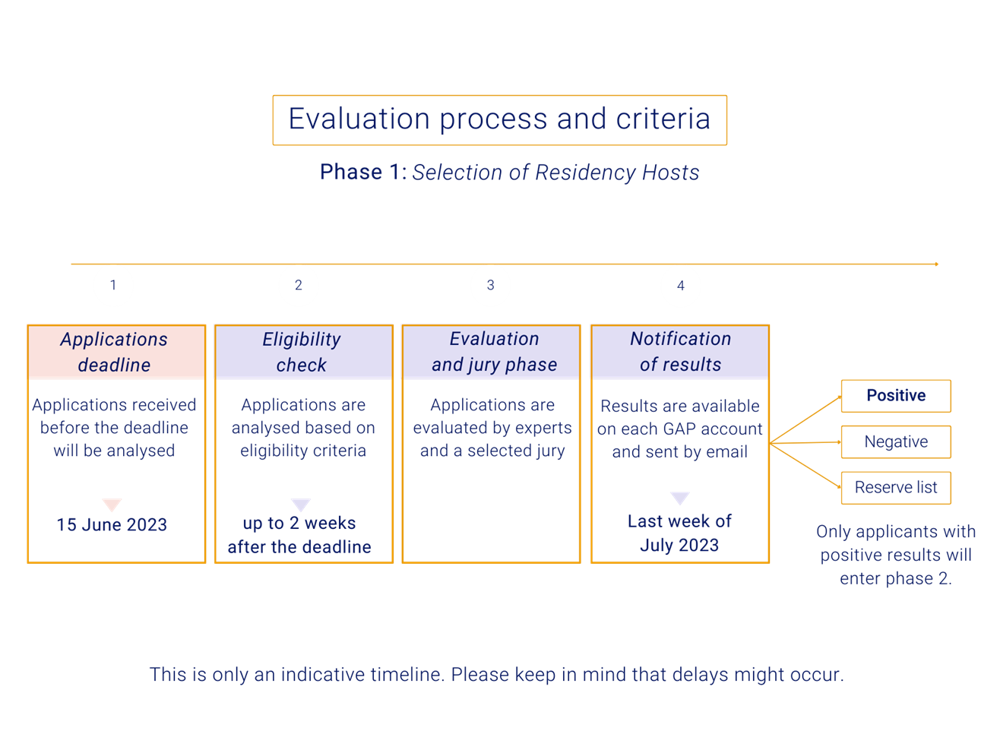 Evaluation process and criteria
Phase 1: Selection of Residency Hosts
1
2
3
4
Applications
deadline
Applications received
before the deadline
will be analysed
15 June 2023
Eligibility
check
Applications are
analysed based on
eligibility criteria
up to 2 weeks
after the deadline
Evaluation
and jury phase
Applications are
evaluated by experts
and a selected jury
Notification
of results
Results are available
on each GAP account
and sent by email
Last week of
July 2023
Positive
Negative
Reserve list
Only applicants with
positive results will
enter phase 2.
This is only an indicative timeline. Please keep in mind that delays might occur.